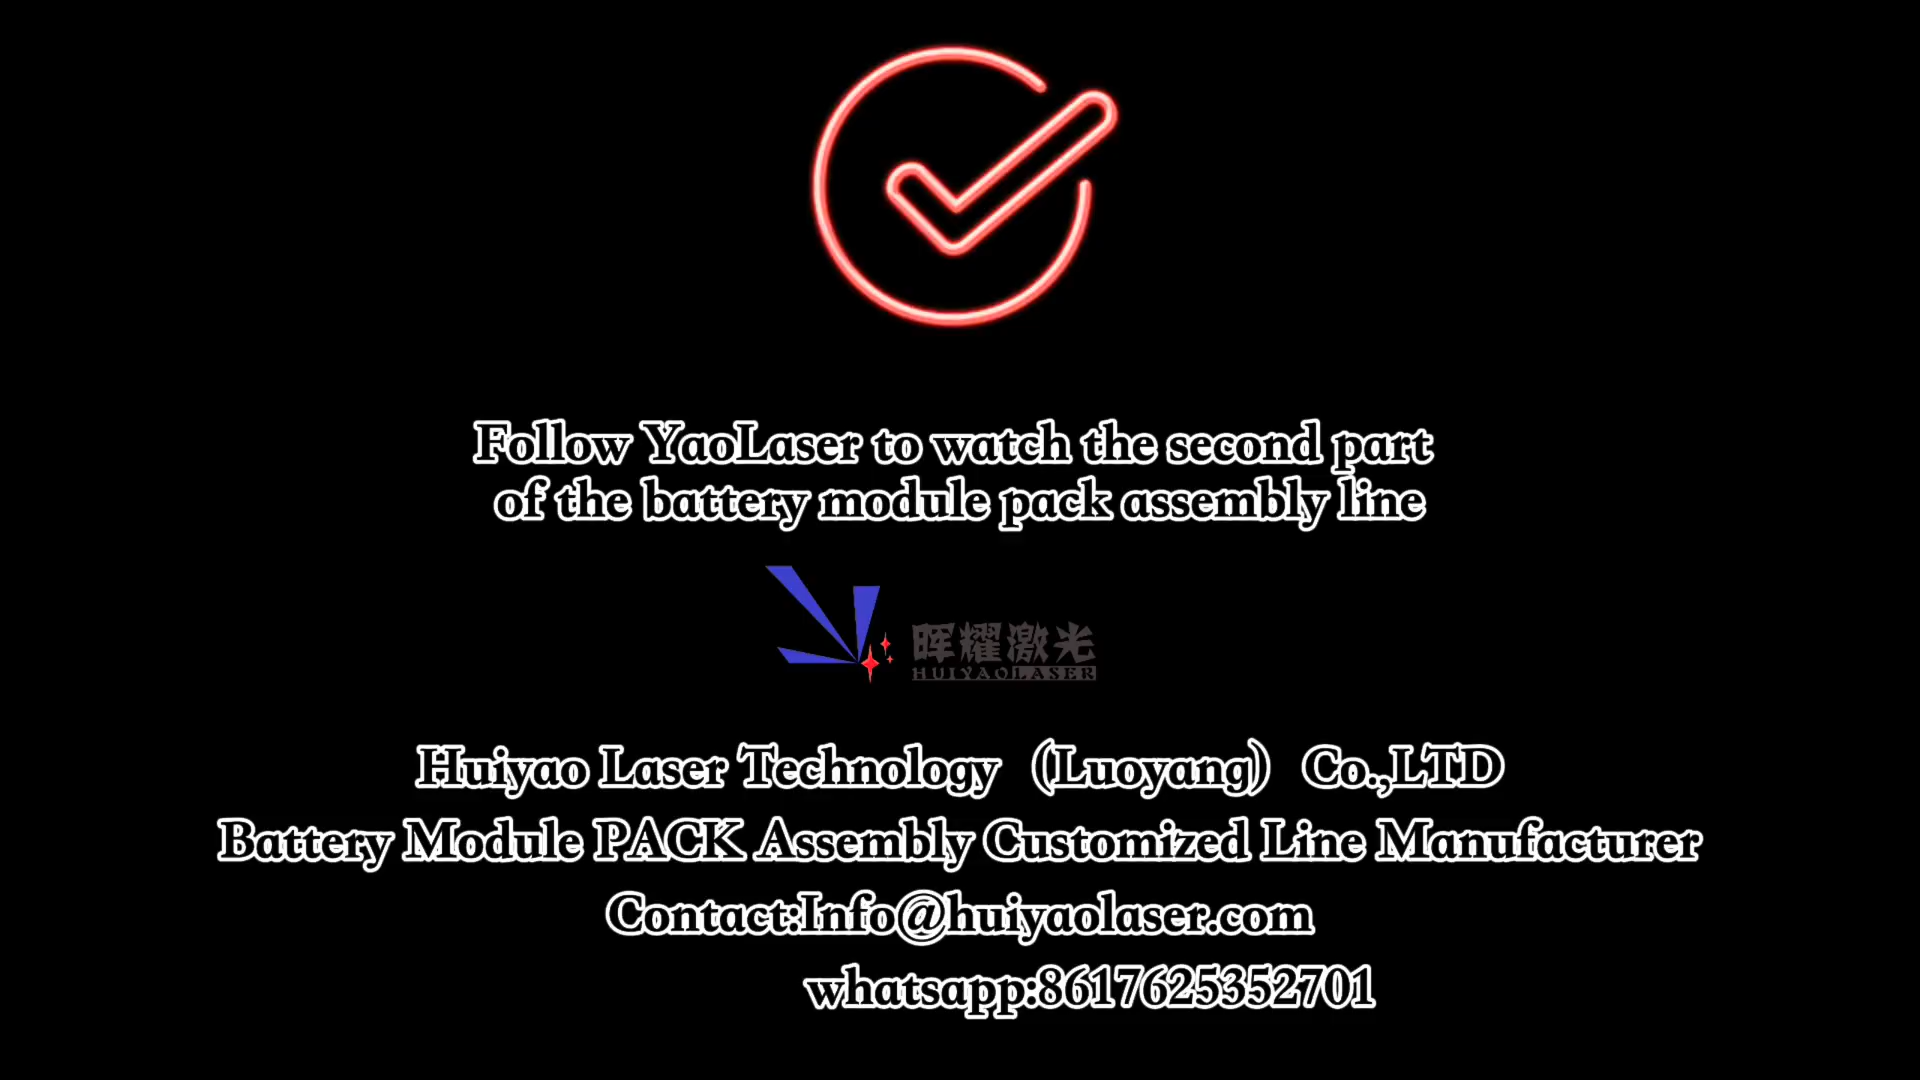 Follow YaoLaser to watch the second part
of the battery module pack assembly line
晖耀激光
HUIYAOLASER
Huiyao Laser Technology（Luoyang）Co.,LTD
Battery Module PACK Assembly Customized Line Manufacturer
Contact:Info@huiyaolaser.com
whatsapp:8617625352701